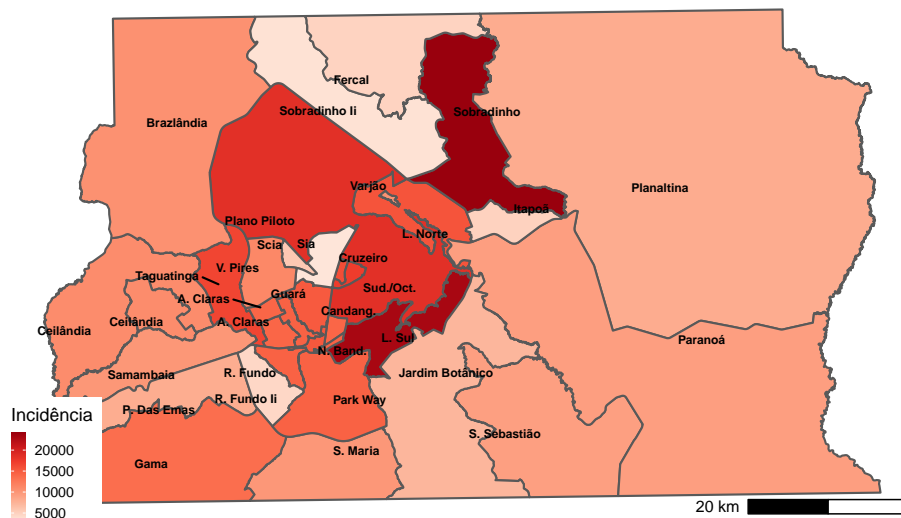 Fercal
Sobradinho Ii
Sobradinho
Brazlândia
Varjão
Planaltina
Itapoã
Plano Piloto
L. Norte
Scia
Sia
Cruzeiro
V. Pires
Taguatinga
Guará
Sud./Oct.
A. Claras
Candang.
Ceilândia
Ceilândia
A. Claras
L. Sul
Paranoá
N. Band.
Samambaia
R. Fundo
Jardim Botânico
R. Fundo Ii
Park Way
P. Das Emas
S. Sebastião
S. Maria
Gama
Incidência
20000
15000
10000
5000
20 km